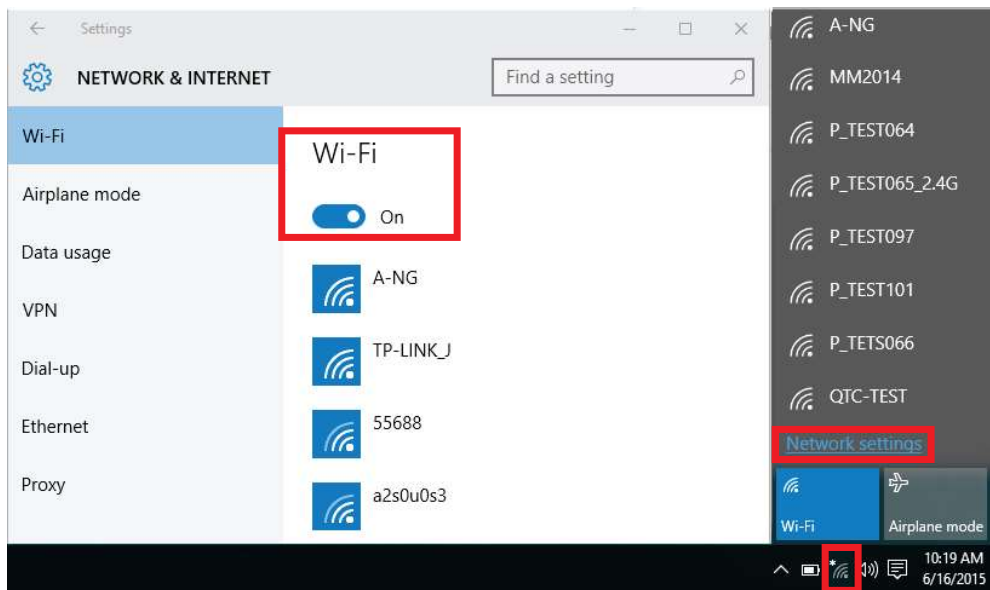 Settings
NETWORK & INTERNET
Find a setting
Wi-Fi
Airplane mode
Data usage
VPN
Dial-up
Ethernet
Proxy
Wi-Fi
On
A-NG
TP-LINK_J
55688
a2s0u0s3
A-NG
MM2014
P_TEST064
P_TEST065_2.4G
P_TEST097
P_TEST101
P_TETS066
QTC-TEST
Network settings
Wi-Fi
Airplane mode
10:19 AM
6/16/2015